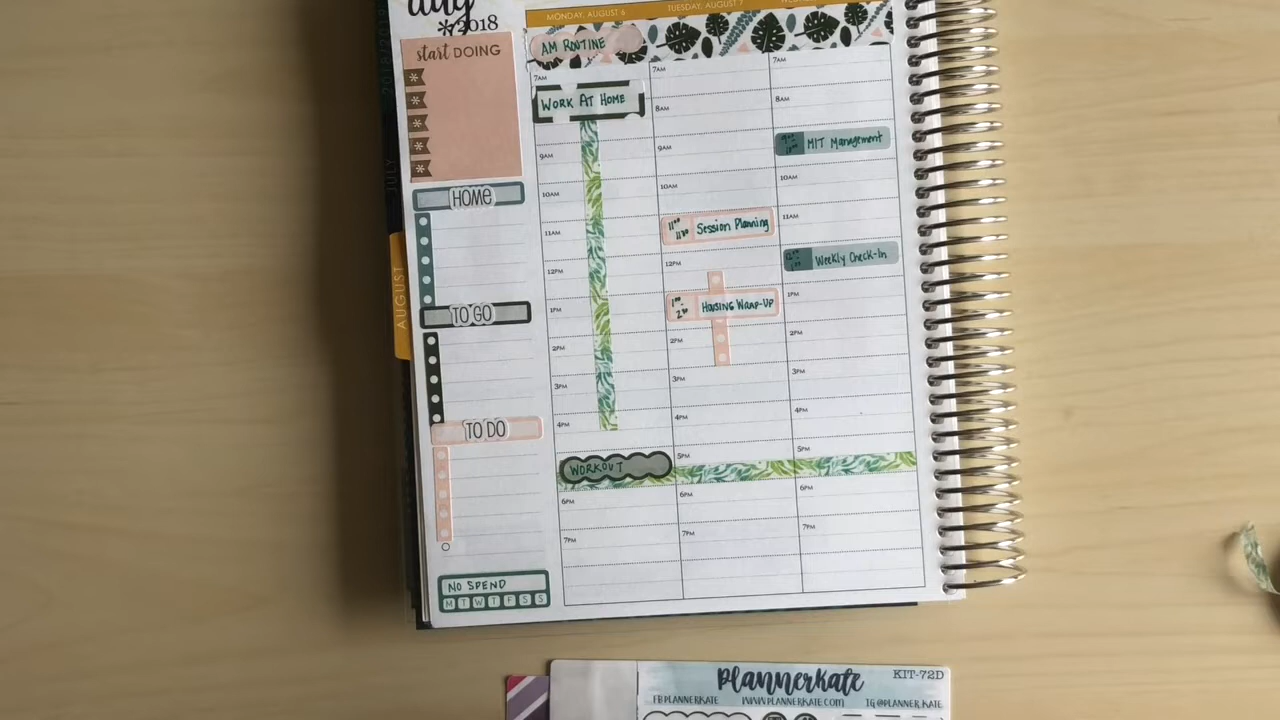 aug
*2018
start DOING
HOME
TO GO
TO DO
NO SPEND
M T W T F S S
AUGUST
JULY
MONDAY, AUGUST 6
TUESDAY, AUGUST 7
AM ROUTINE
7AM
WORK AT HOME
9AM
10AM
11AM
12PM
1PM
2PM
3PM
4PM
WORKOUT
6PM
7PM
7AM
8AM
9AM
10AM
Session Planning
12PM
Housing Wrap-Up
2PM
3PM
4PM
5PM
6PM
7PM
7AM
8AM
MIT Management
10AM
11AM
Weekly Check-In
1PM
2PM
3PM
4PM
5PM
6PM
7PM
plannerkate
KIT-72D
FB PLANNERKATE
WWW.PLANNERKATE.COM
IG @PLANNER.KATE